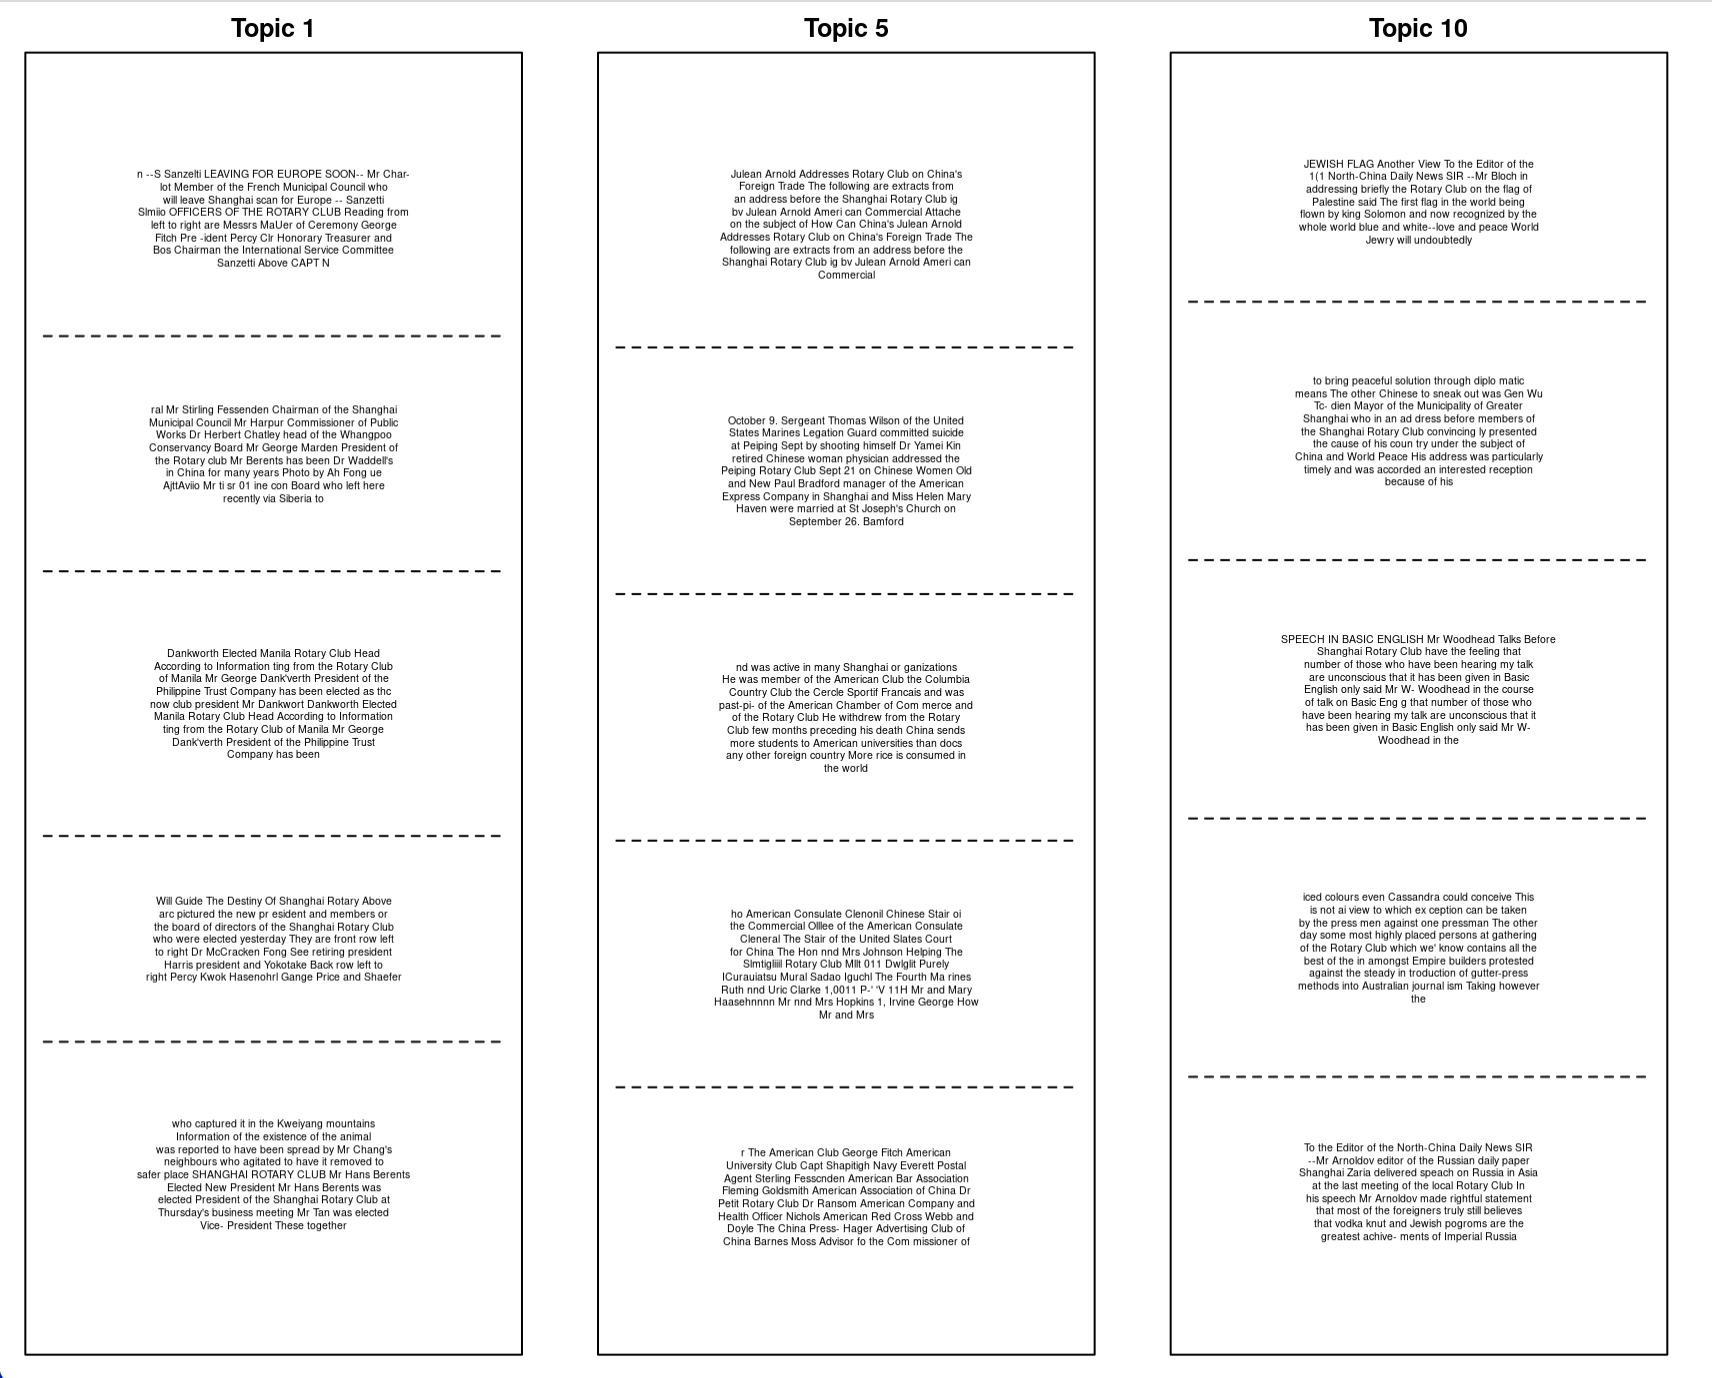 Topic 1
n --S Sanzelti LEAVING FOR EUROPE SOON-- Mr Char-
lot Member of the French Municipal Council who
will leave Shanghai scan for Europe -- Sanzetti
Slmiio OFFICERS OF THE ROTARY CLUB Reading from
left to right are Messrs MaUer of Ceremony George
Fitch Pre -ident Percy Clr Honorary Treasurer and
Bos Chairman the International Service Committee
Sanzetti Above CAPT N
ral Mr Stirling Fessenden Chairman of the Shanghai
Municipal Council Mr Harpur Commissioner of Public
Works Dr Herbert Chatley head of the Whangpoo
Conservancy Board Mr George Marden President of
the Rotary club Mr Berents has been Dr Waddell's
in China for many years Photo by Ah Fong ue
AjttAviio Mr ti sr 01 ine con Board who left here
recently via Siberia to
Dankworth Elected Manila Rotary Club Head
According to Information ting from the Rotary Club
of Manila Mr George Dank'verth President of the
Philippine Trust Company has been elected as thc
now club president Mr Dankwort Dankworth Elected
Manila Rotary Club Head According to Information
ting from the Rotary Club of Manila Mr George
Dank'verth President of the Philippine Trust
Company has been
Will Guide The Destiny Of Shanghai Rotary Above
arc pictured the new pr esident and members or
the board of directors of the Shanghai Rotary Club
who were elected yesterday They are front row left
to right Dr McCracken Fong See retiring president
Harris president and Yokotake Back row left to
right Percy Kwok Hasenohrl Gange Price and Shaefer
who captured it in the Kweiyang mountains
Information of the existence of the animal
was reported to have been spread by Mr Chang's
neighbours who agitated to have it removed to
safer place SHANGHAI ROTARY CLUB Mr Hans Berents
Elected New President Mr Hans Berents was
elected President of the Shanghai Rotary Club at
Thursday's business meeting Mr Tan was elected
Vice- President These together
Topic 5
Julean Arnold Addresses Rotary Club on China's
Foreign Trade The following are extracts from
an address before the Shanghai Rotary Club ig
bv Julean Arnold Ameri can Commercial Attache
on the subject of How Can China's Julean Arnold
Addresses Rotary Club on China's Foreign Trade The
following are extracts from an address before the
Shanghai Rotary Club ig bv Julean Arnold Ameri can
Commercial
October 9. Sergeant Thomas Wilson of the United
States Marines Legation Guard committed suicide
at Peiping Sept by shooting himself Dr Yamei Kin
retired Chinese woman physician addressed the
Peiping Rotary Club Sept 21 on Chinese Women Old
and New Paul Bradford manager of the American
Express Company in Shanghai and Miss Helen Mary
Haven were married at St Joseph's Church on
September 26. Bamford
nd was active in many Shanghai or ganizations
He was member of the American Club the Columbia
Country Club the Cercle Sportif Francais and was
past-pi- of the American Chamber of Com merce and
of the Rotary Club He withdrew from the Rotary
Club few months preceding his death China sends
more students to American universities than docs
any other foreign country More rice is consumed in
the world
ho American Consulate Clenonil Chinese Stair oi
the Commercial Olllee of the American Consulate
Cleneral The Stair of the United Slates Court
for China The Hon nnd Mrs Johnson Helping The
Slmtigliiil Rotary Club Mllt 011 Dwlglit Purely
ICurauiatsu Mural Sadao Iguchl The Fourth Ma rines
Ruth nnd Uric Clarke 1,0011 P-' 'V 11H Mr and Mary
Haasehnnnn Mr nnd Mrs Hopkins 1, Irvine George How
Mr and Mrs
r The American Club George Fitch American
University Club Capt Shapitigh Navy Everett Postal
Agent Sterling Fesscnden American Bar Association
Fleming Goldsmith American Association of China Dr
Petit Rotary Club Dr Ransom American Company and
Health Officer Nichols American Red Cross Webb and
Doyle The China Press- Hager Advertising Club of
China Barnes Moss Advisor fo the Com missioner of
Topic 10
JEWISH FLAG Another View To the Editor of the
1(1 North-China Daily News SIR --Mr Bloch in
addressing briefly the Rotary Club on the flag of
Palestine said The first flag in the world being
flown by king Solomon and now recognized by the
whole world blue and white--love and peace World
Jewry will undoubtedly
to bring peaceful solution through diplo matic
means The other Chinese to sneak out was Gen Wu
Tc- dien Mayor of the Municipality of Greater
Shanghai who in an ad dress before members of
the Shanghai Rotary Club convincing ly presented
the cause of his coun try under the subject of
China and World Peace His address was particularly
timely and was accorded an interested reception
because of his
SPEECH IN BASIC ENGLISH Mr Woodhead Talks Before
Shanghai Rotary Club have the feeling that
number of those who have been hearing my talk
are unconscious that it has been given in Basic
English only said Mr W- Woodhead in the course
of talk on Basic Eng g that number of those who
have been hearing my talk are unconscious that it
has been given in Basic English only said Mr W-
Woodhead in the
iced colours even Cassandra could conceive This
is not ai view to which ex ception can be taken
by the press men against one pressman The other
day some most highly placed persons at gathering
of the Rotary Club which we' know contains all the
best of the in amongst Empire builders protested
against the steady in troduction of gutter-press
methods into Australian journal ism Taking however
the
To the Editor of the North-China Daily News SIR
--Mr Arnoldov editor of the Russian daily paper
Shanghai Zaria delivered speach on Russia in Asia
at the last meeting of the local Rotary Club In
his speech Mr Arnoldov made rightful statement
that most of the foreigners truly still believes
that vodka knut and Jewish pogroms are the
greatest achive- ments of Imperial Russia